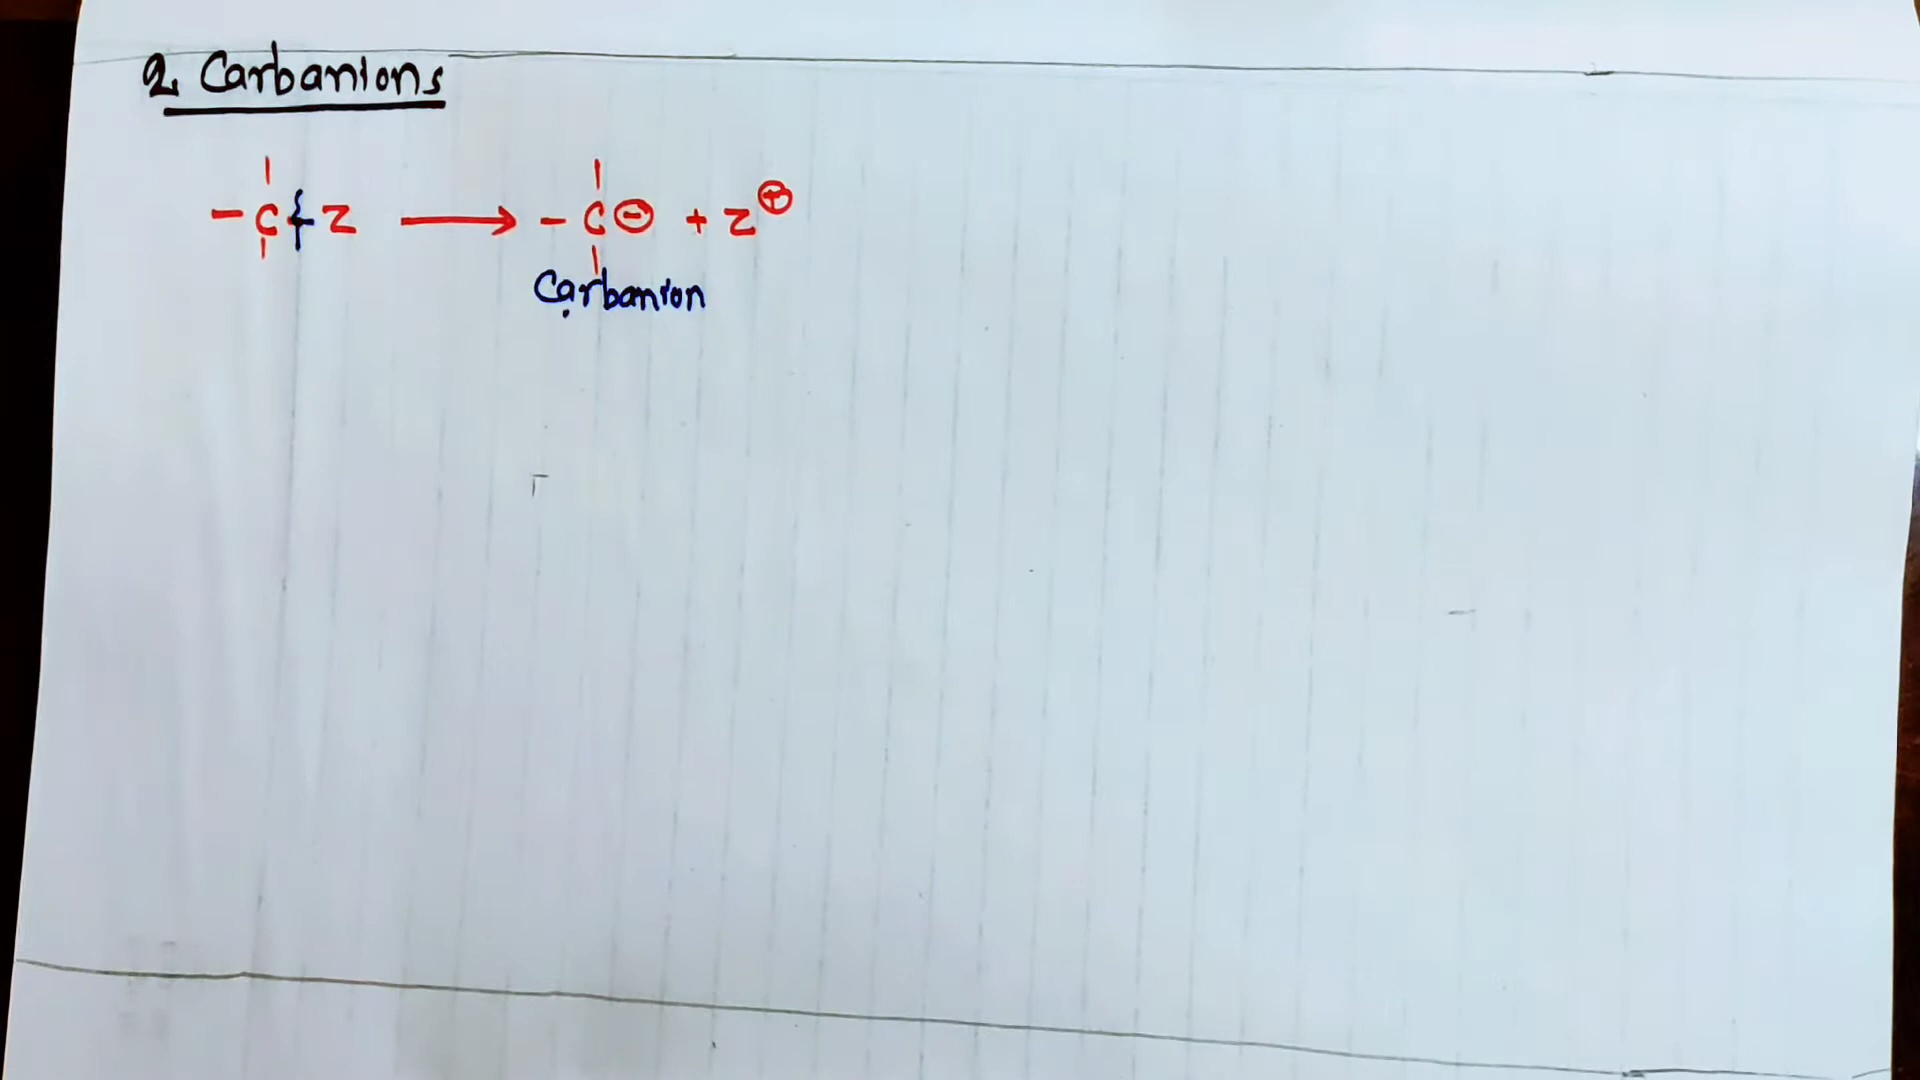 2. Carbanions
- C - Z ⟶ - C ⊖ + Z ⊕
Carbanion